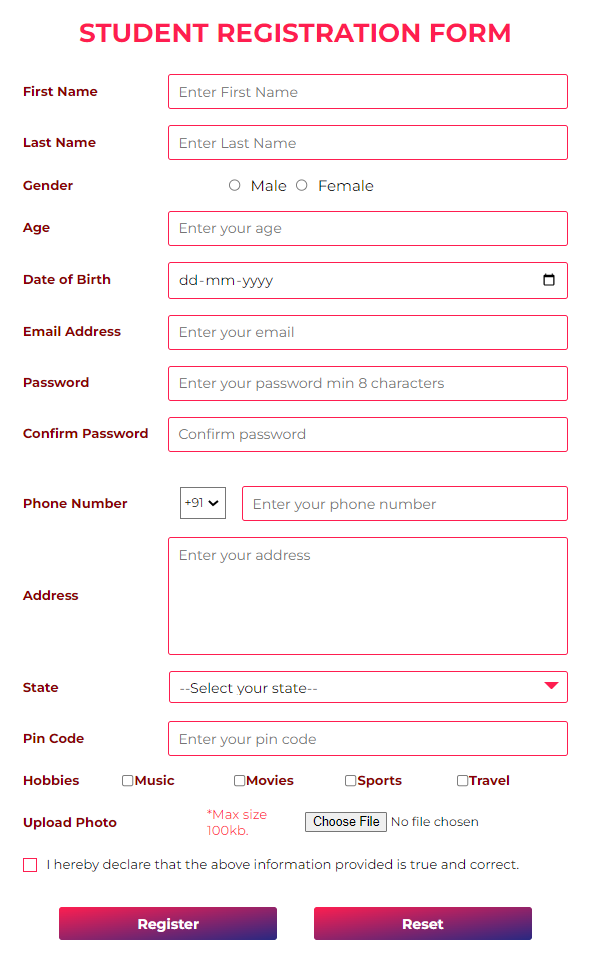 STUDENT REGISTRATION FORM
First Name Enter First Name
Last Name Enter Last Name
Gender Male Female
Age Enter your age
Date of Birth dd-mm-yyyy
Email Address Enter your email
Password Enter your password min 8 characters
Confirm Password Confirm password
Phone Number +91 Enter your phone number
Address Enter your address
State --Select your state--
Pin Code Enter your pin code
Hobbies Music Movies Sports Travel
Upload Photo *Max size 100kb. Choose File No file chosen
I hereby declare that the above information provided is true and correct.
Register Reset